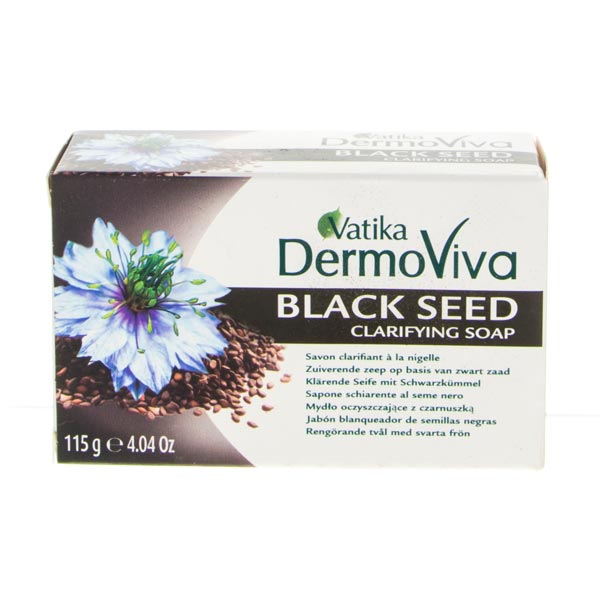 Vatika
DermoViva
BLACK SEED
CLARIFYING SOAP
Vatika
DermoViva
BLACK SEED
CLARIFYING SOAP
Savon clarifiant à la nigelle
Zuiverende zeep op basis van zwart zaad
Klärende Seife mit Schwarzkümmel
Sapone schiarente al seme nero
Mydło oczyszczające z czarnuszką
Jabón blanqueador de semillas negras
Rengörande tvål med svarta frön
115 g ℮ 4.04 Oz